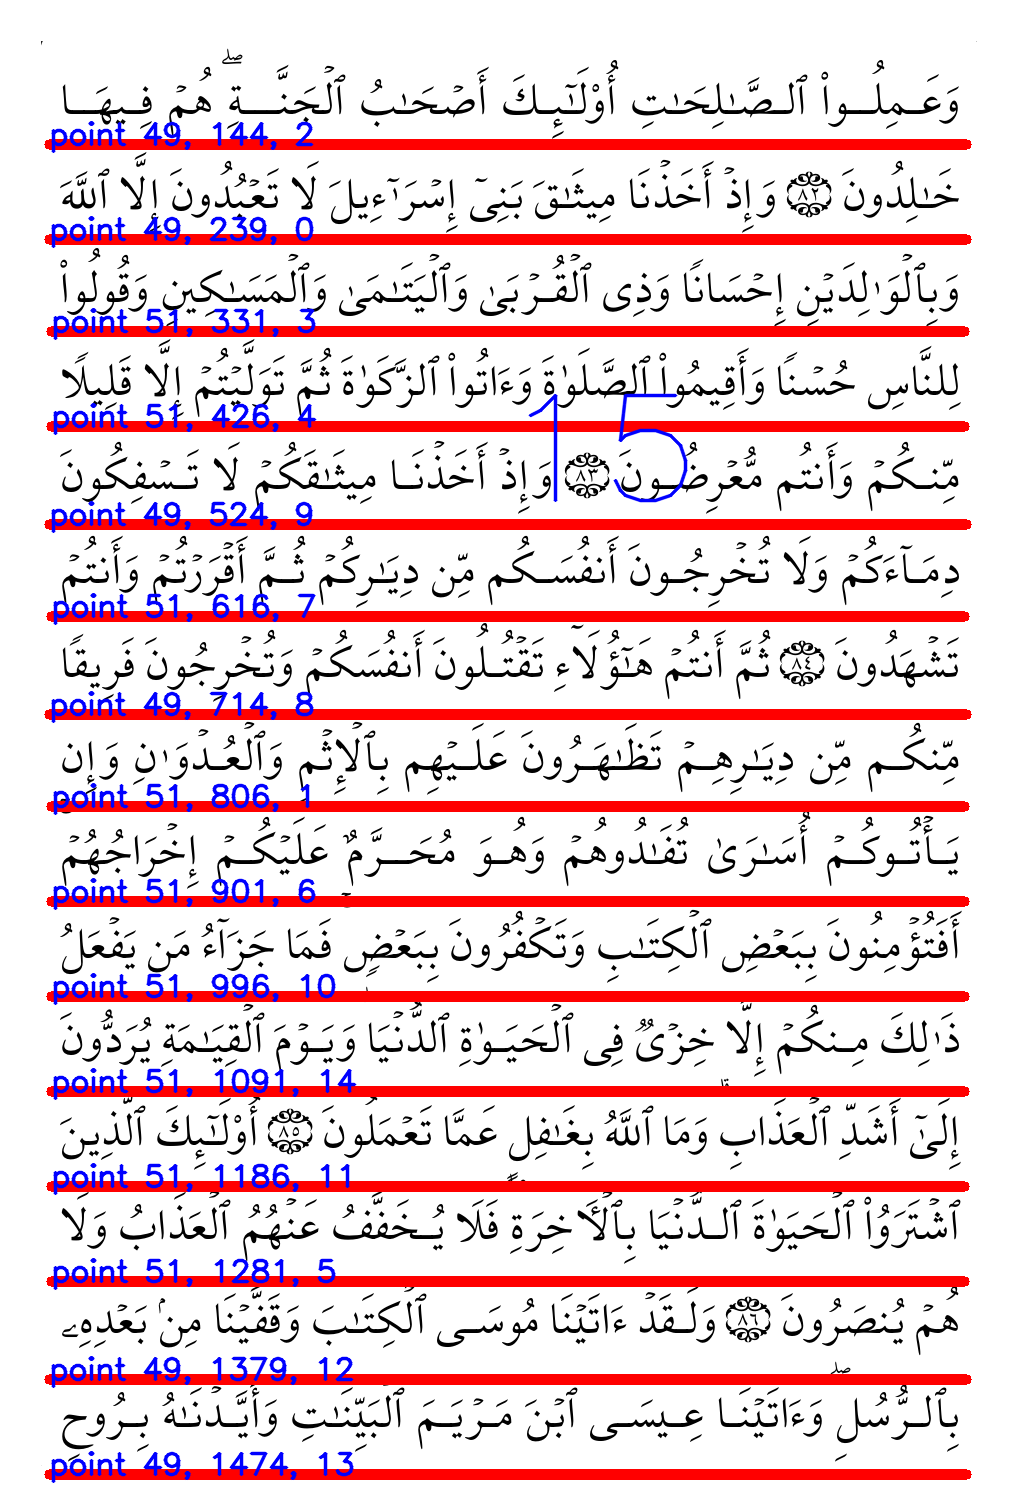 وَعَمِلُوا۟ ٱلصَّـٰلِحَـٰتِ أُو۟لَـٰٓئِكَ أَصْحَـٰبُ ٱلْجَنَّةِ ۖ هُمْ فِيهَا
point 49, 144, 2
خَـٰلِدُونَ ٨٢ وَإِذْ أَخَذْنَا مِيثَـٰقَ بَنِىٓ إِسْرَٰٓءِيلَ لَا تَعْبُدُونَ إِلَّا ٱللَّهَ
point 49, 239, 0
وَبِٱلْوَٰلِدَيْنِ إِحْسَانًا وَذِى ٱلْقُرْبَىٰ وَٱلْيَتَـٰمَىٰ وَٱلْمَسَـٰكِينِ وَقُولُوا۟
point 51, 331, 3
لِلنَّاسِ حُسْنًا وَأَقِيمُوا۟ ٱلصَّلَوٰةَ وَءَاتُوا۟ ٱلزَّكَوٰةَ ثُمَّ تَوَلَّيْتُمْ إِلَّا قَلِيلًا
point 51, 426, 4
15
مِّنكُمْ وَأَنتُم مُّعْرِضُونَ ٨٣ وَإِذْ أَخَذْنَا مِيثَـٰقَكُمْ لَا تَسْفِكُونَ
point 49, 524, 9
دِمَآءَكُمْ وَلَا تُخْرِجُونَ أَنفُسَكُم مِّن دِيَـٰرِكُمْ ثُمَّ أَقْرَرْتُمْ وَأَنتُمْ
point 51, 616, 7
تَشْهَدُونَ ٨٤ ثُمَّ أَنتُمْ هَـٰٓؤُلَآءِ تَقْتُلُونَ أَنفُسَكُمْ وَتُخْرِجُونَ فَرِيقًا
point 49, 714, 8
مِّنكُم مِّن دِيَـٰرِهِمْ تَظَـٰهَرُونَ عَلَيْهِم بِٱلْإِثْمِ وَٱلْعُدْوَٰنِ وَإِن
point 51, 806, 1
يَأْتُوكُمْ أُسَـٰرَىٰ تُفَـٰدُوهُمْ وَهُوَ مُحَرَّمٌ عَلَيْكُمْ إِخْرَاجُهُمْ
point 51, 901, 6
أَفَتُؤْمِنُونَ بِبَعْضِ ٱلْكِتَـٰبِ وَتَكْفُرُونَ بِبَعْضٍ فَمَا جَزَآءُ مَن يَفْعَلُ
point 51, 996, 10
ذَٰلِكَ مِنكُمْ إِلَّا خِزْىٌ فِى ٱلْحَيَوٰةِ ٱلدُّنْيَا وَيَوْمَ ٱلْقِيَـٰمَةِ يُرَدُّونَ
point 51, 1091, 14
إِلَىٰٓ أَشَدِّ ٱلْعَذَابِ وَمَا ٱللَّهُ بِغَـٰفِلٍ عَمَّا تَعْمَلُونَ ٨٥ أُو۟لَـٰٓئِكَ ٱلَّذِينَ
point 51, 1186, 11
ٱشْتَرَوُا۟ ٱلْحَيَوٰةَ ٱلدُّنْيَا بِٱلْـَٔاخِرَةِ فَلَا يُخَفَّفُ عَنْهُمُ ٱلْعَذَابُ وَلَا
point 51, 1281, 5
هُمْ يُنصَرُونَ ٨٦ وَلَقَدْ ءَاتَيْنَا مُوسَى ٱلْكِتَـٰبَ وَقَفَّيْنَا مِنۢ بَعْدِهِۦ
point 49, 1379, 12
بِٱلرُّسُلِ ۖ وَءَاتَيْنَا عِيسَى ٱبْنَ مَرْيَمَ ٱلْبَيِّنَـٰتِ وَأَيَّدْنَـٰهُ بِرُوحِ
point 49, 1474, 13